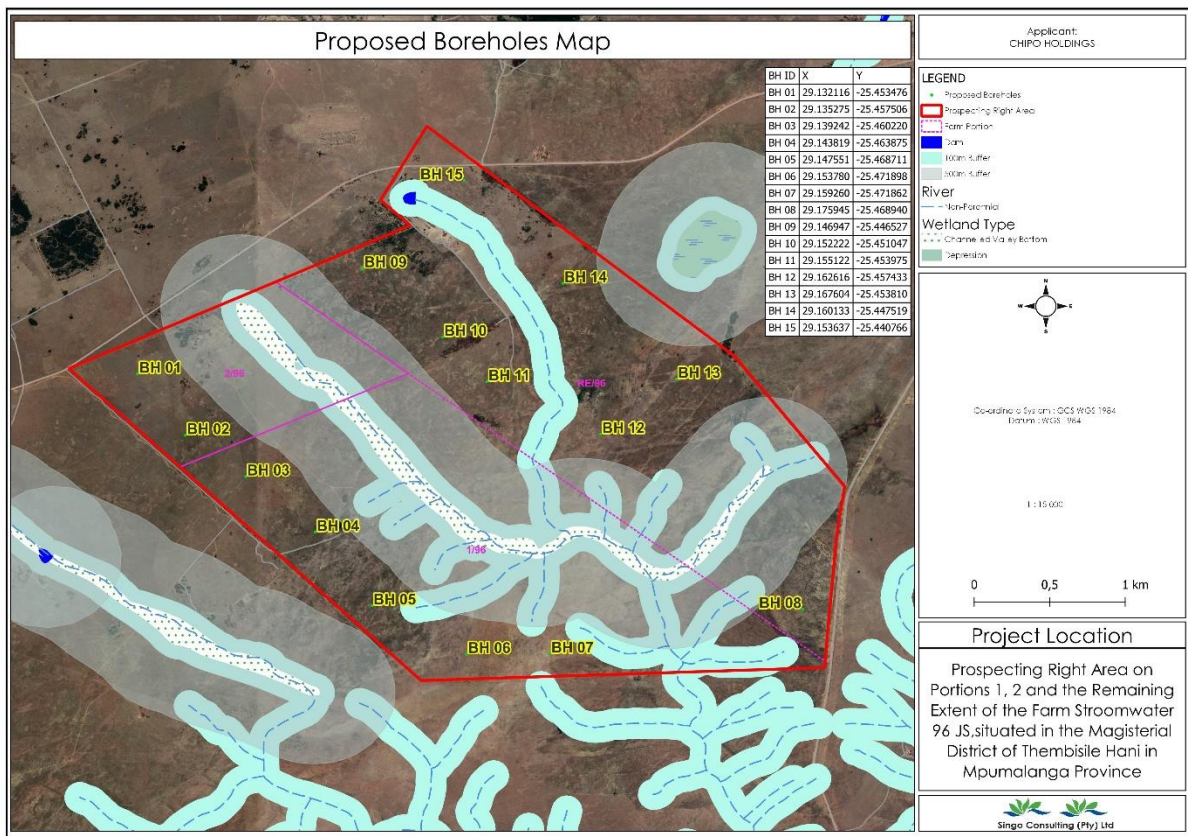 Proposed Boreholes Map
Applicant:
CHIPO HOLDINGS
BH ID X Y
BH 01 29.132116 -25.453476
BH 02 29.135275 -25.457506
BH 03 29.139242 -25.460220
BH 04 29.143819 -25.463875
BH 05 29.147551 -25.468711
BH 06 29.153780 -25.471898
BH 07 29.159260 -25.471862
BH 08 29.175945 -25.468940
BH 09 29.146947 -25.446527
BH 10 29.152222 -25.451047
BH 11 29.155122 -25.453975
BH 12 29.162616 -25.457433
BH 13 29.167604 -25.453810
BH 14 29.160133 -25.447519
BH 15 29.153637 -25.440766
LEGEND
Proposed Boreholes
Prospecting Right Area
Farm Portion
Dam
100m Buffer
500m Buffer
River
Non-Perennial
Wetland Type
Channelled Valley Bottom
Depression
BH 15
BH 09
BH 14
BH 10
BH 01
2/96
BH 11
RE/96
BH 13
BH 02
BH 12
BH 03
BH 04
1/96
BH 05
BH 08
BH 06
BH 07
N
W
S
Co-ordinate System : GCS WGS 1984
Datum : WGS 1984
1 : 15 000
0 0,5 1 km
Project Location
Prospecting Right Area on
Portions 1, 2 and the Remaining
Extent of the Farm Stroomwater
96 JS,situated in the Magisterial
District of Thembisile Hani in
Mpumalanga Province
Singo Consulting (Pty) Ltd